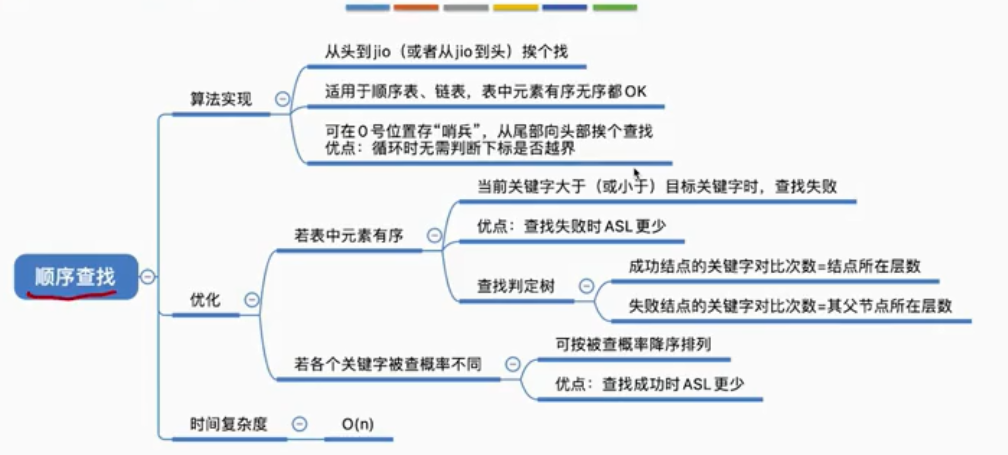 从头到jio（或者从jio到头）挨个找
算法实现
适用于顺序表、链表，表中元素有序无序都OK
可在0号位置存“哨兵”，从尾部向头部挨个查找
优点：循环时无需判断下标是否越界
当前关键字大于（或小于）目标关键字时，查找失败
若表中元素有序
优点：查找失败时ASL更少
顺序查找
成功结点的关键字对比次数=结点所在层数
查找判定树
优化
失败结点的关键字对比次数=其父节点所在层数
可按被查概率降序排列
若各个关键字被查概率不同
优点：查找成功时ASL更少
时间复杂度
O(n)